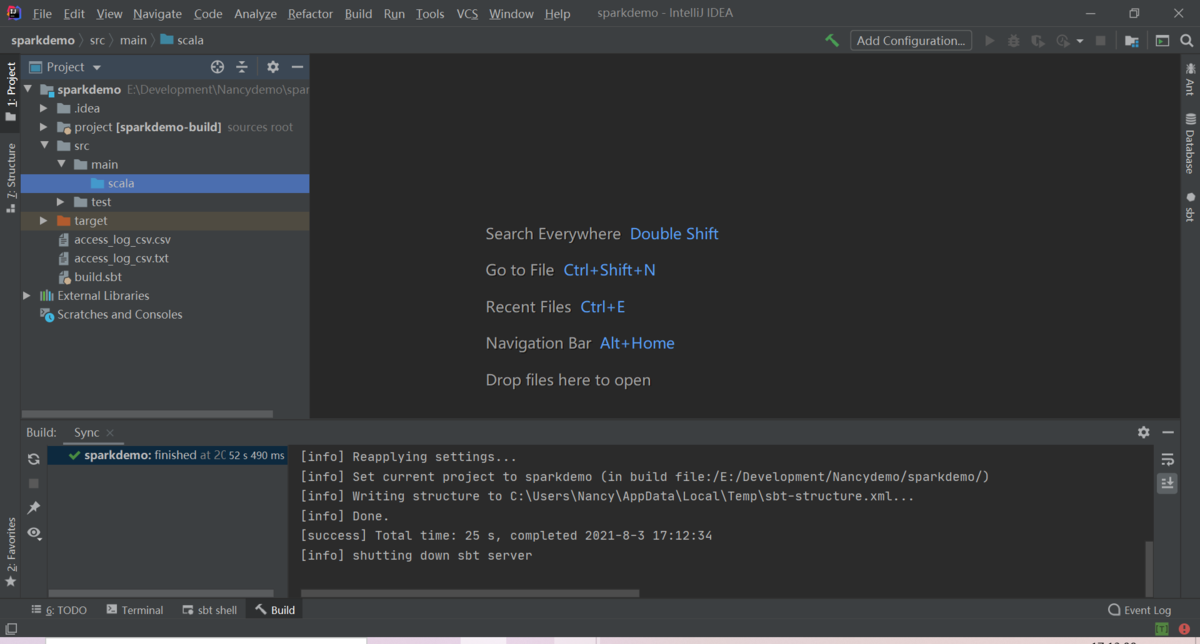 File Edit View Navigate Code Analyze Refactor Build Run Tools VCS Window Help sparkdemo - IntelliJ IDEA
sparkdemo src main scala Add Configuration...
1: Project
Project
sparkdemo E:\Development\Nancydemo\spar
.idea
project [sparkdemo-build] sources root
src
main
scala
test
target
access_log_csv.csv
access_log_csv.txt
build.sbt
External Libraries
Scratches and Consoles
7: Structure
2: Favorites
Search Everywhere Double Shift
Go to File Ctrl+Shift+N
Recent Files Ctrl+E
Navigation Bar Alt+Home
Drop files here to open
Ant
Database
sbt
Build: Sync
sparkdemo: finished at 20 52 s 490 ms
[info] Reapplying settings...
[info] Set current project to sparkdemo (in build file:/E:/Development/Nancydemo/sparkdemo/)
[info] Writing structure to C:\Users\Nancy\AppData\Local\Temp\sbt-structure.xml...
[info] Done.
[success] Total time: 25 s, completed 2021-8-3 17:12:34
[info] shutting down sbt server
6: TODO Terminal sbt shell Build Event Log